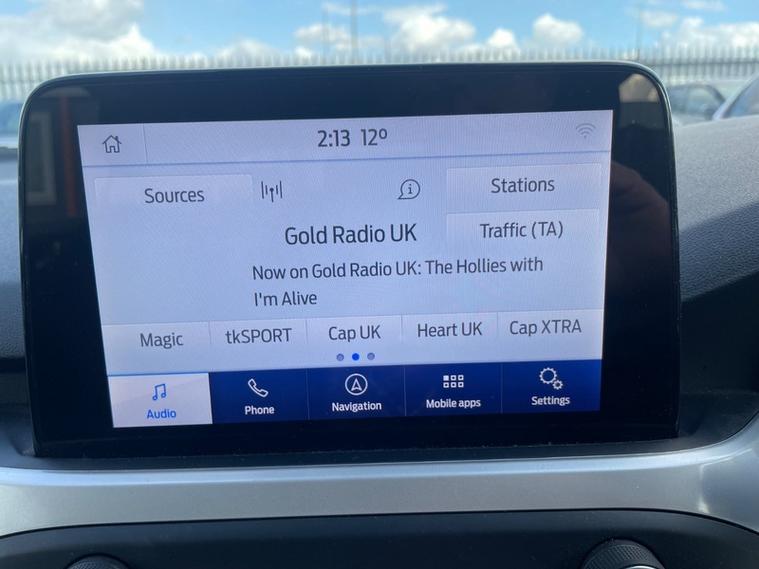 2:13 12º
Sources
Stations
Gold Radio UK
Traffic (TA)
Now on Gold Radio UK: The Hollies with
I'm Alive
Magic tkSPORT Cap UK Heart UK Cap XTRA
Audio Phone Navigation Mobile apps Settings